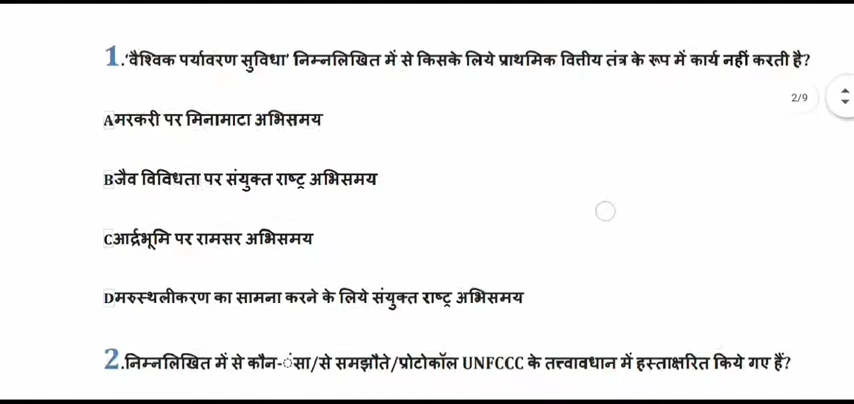 1.'वैश्विक पर्यावरण सुविधा' निम्नलिखित में से किसके लिये प्राथमिक वित्तीय तंत्र के रूप में कार्य नहीं करती है?
2/9
Aमरकरी पर मिनामाटा अभिसमय
Bजैव विविधता पर संयुक्त राष्ट्र अभिसमय
Cआर्द्रभूमि पर रामसर अभिसमय
Dमरुस्थलीकरण का सामना करने के लिये संयुक्त राष्ट्र अभिसमय
2.निम्नलिखित में से कौन-ंसा/से समझौते/प्रोटोकॉल UNFCCC के तत्त्वावधान में हस्ताक्षरित किये गए हैं?